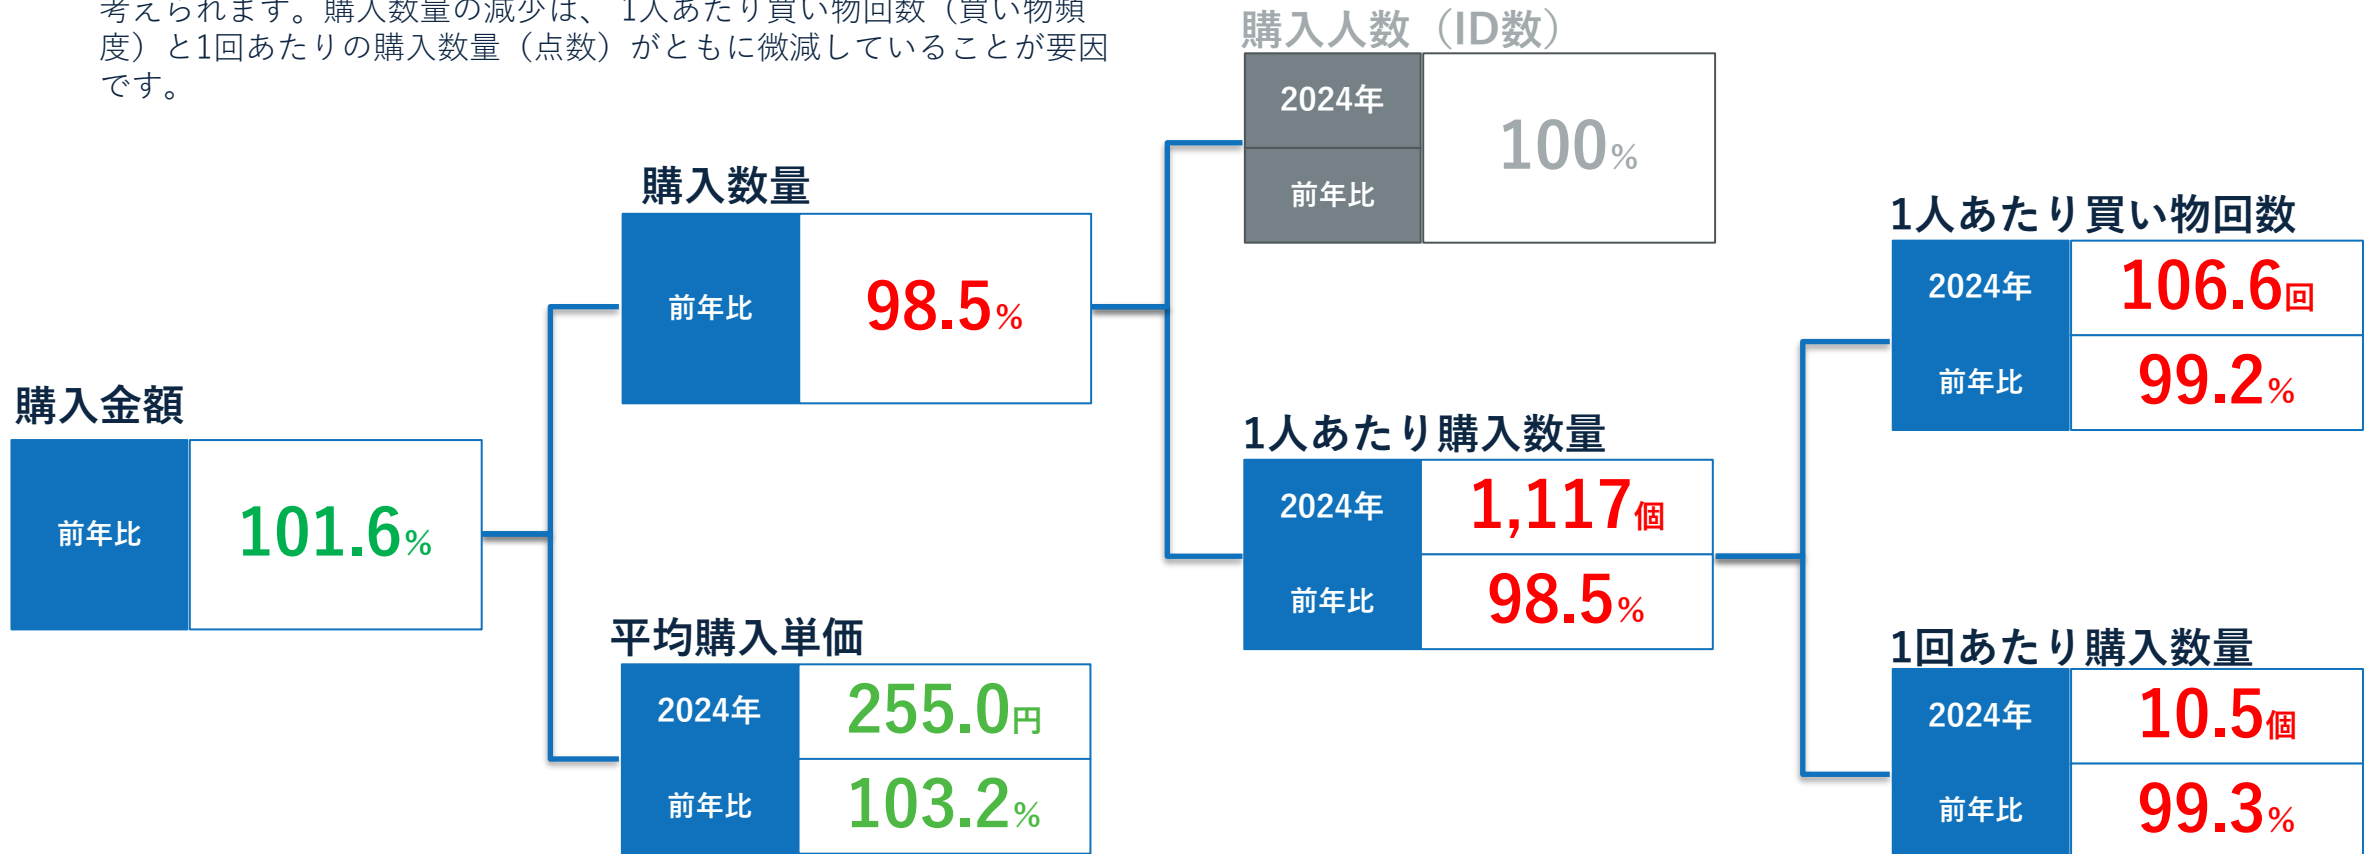 考えられます。購入数量の減少は、 1人あたり買い物回数（買い物頻
度）と1回あたりの購入数量（点数）がともに微減していることが要因
です。
購入金額
前年比
101.6%
購入数量
前年比
98.5%
平均購入単価
2024年
255.0円
前年比
103.2%
購入人数（ID数）
2024年
前年比
100%
1人あたり購入数量
2024年
1,117個
前年比
98.5%
1人あたり買い物回数
2024年
106.6回
前年比
99.2%
1回あたり購入数量
2024年
10.5個
前年比
99.3%